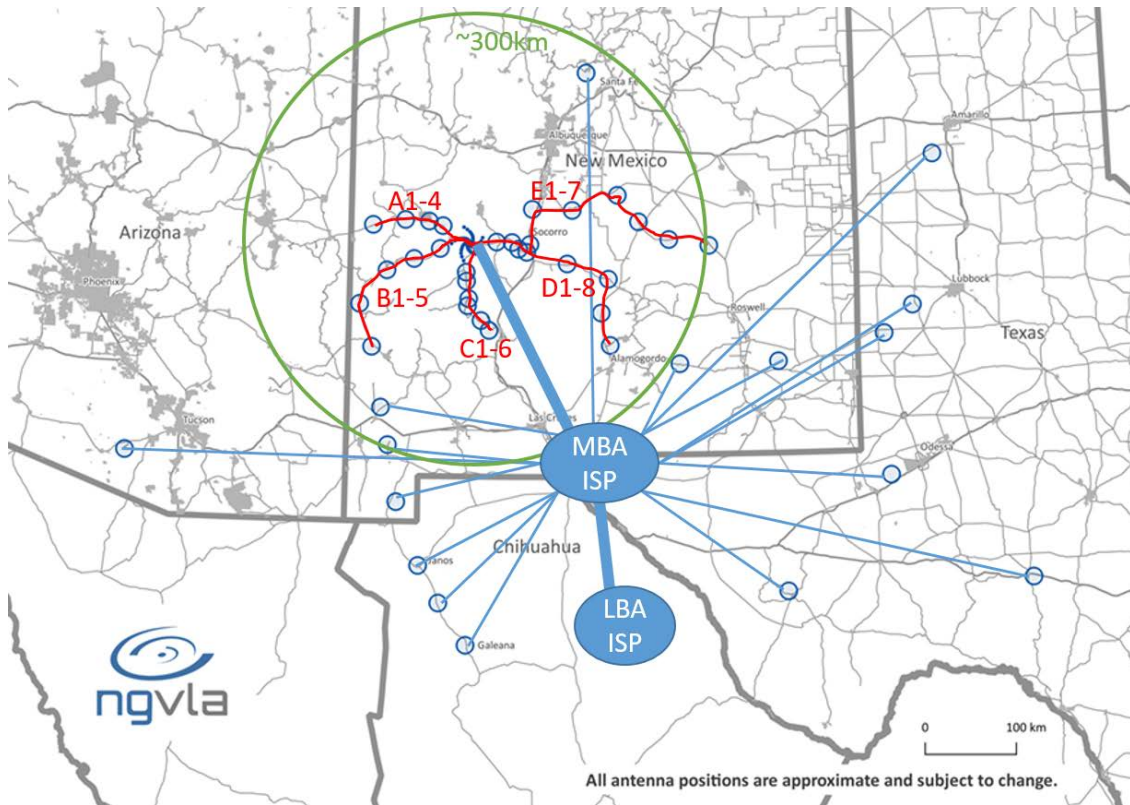 ~300km
Santa Fe
Amarillo
Albuquerque
New Mexico
A1-4
E1-7
Arizona
Socorro
Phoenix
B1-5
D1-8
Lubbock
Roswell
Texas
C1-6
Alamogordo
Tucson
Las Cruces
MBA
ISP
Odessa
Chihuahua
Janos
LBA
ISP
Galeana
ngvla
0 100 km
All antenna positions are approximate and subject to change.